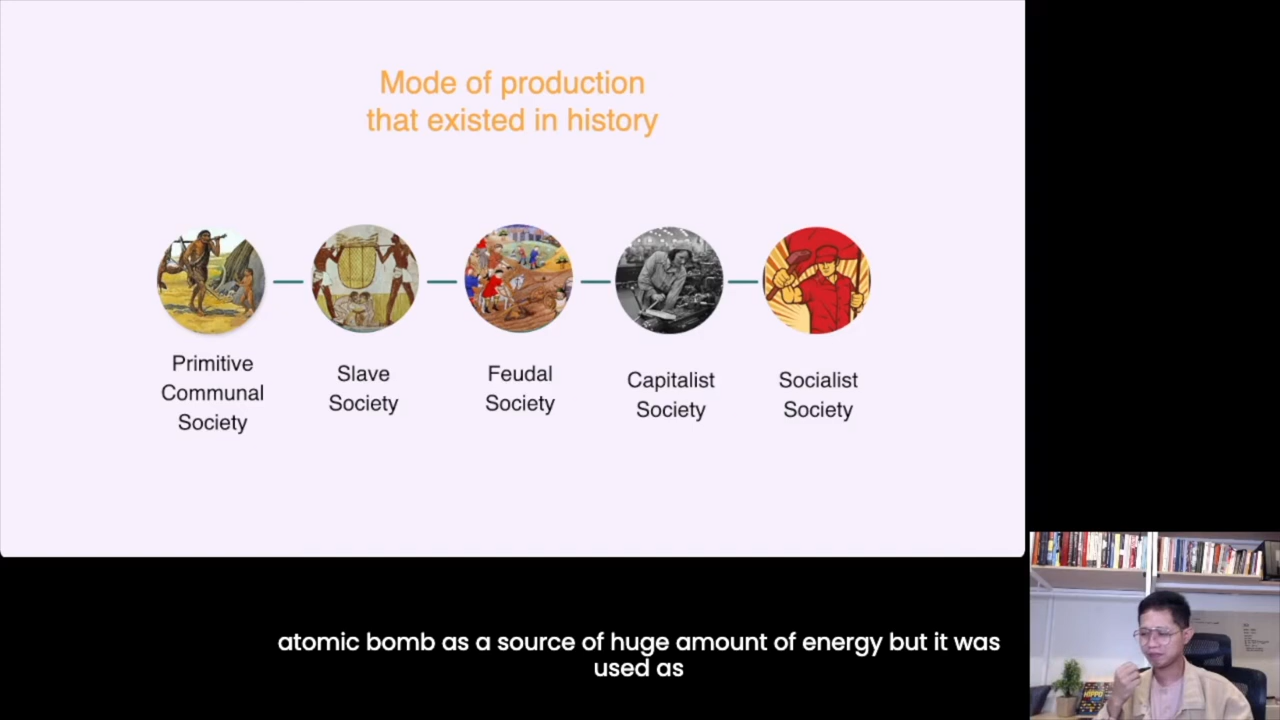 Mode of production
that existed in history
Primitive
Communal
Society
Slave
Society
Feudal
Society
Capitalist
Society
Socialist
Society
atomic bomb as a source of huge amount of energy but it was
used as
HIPPO